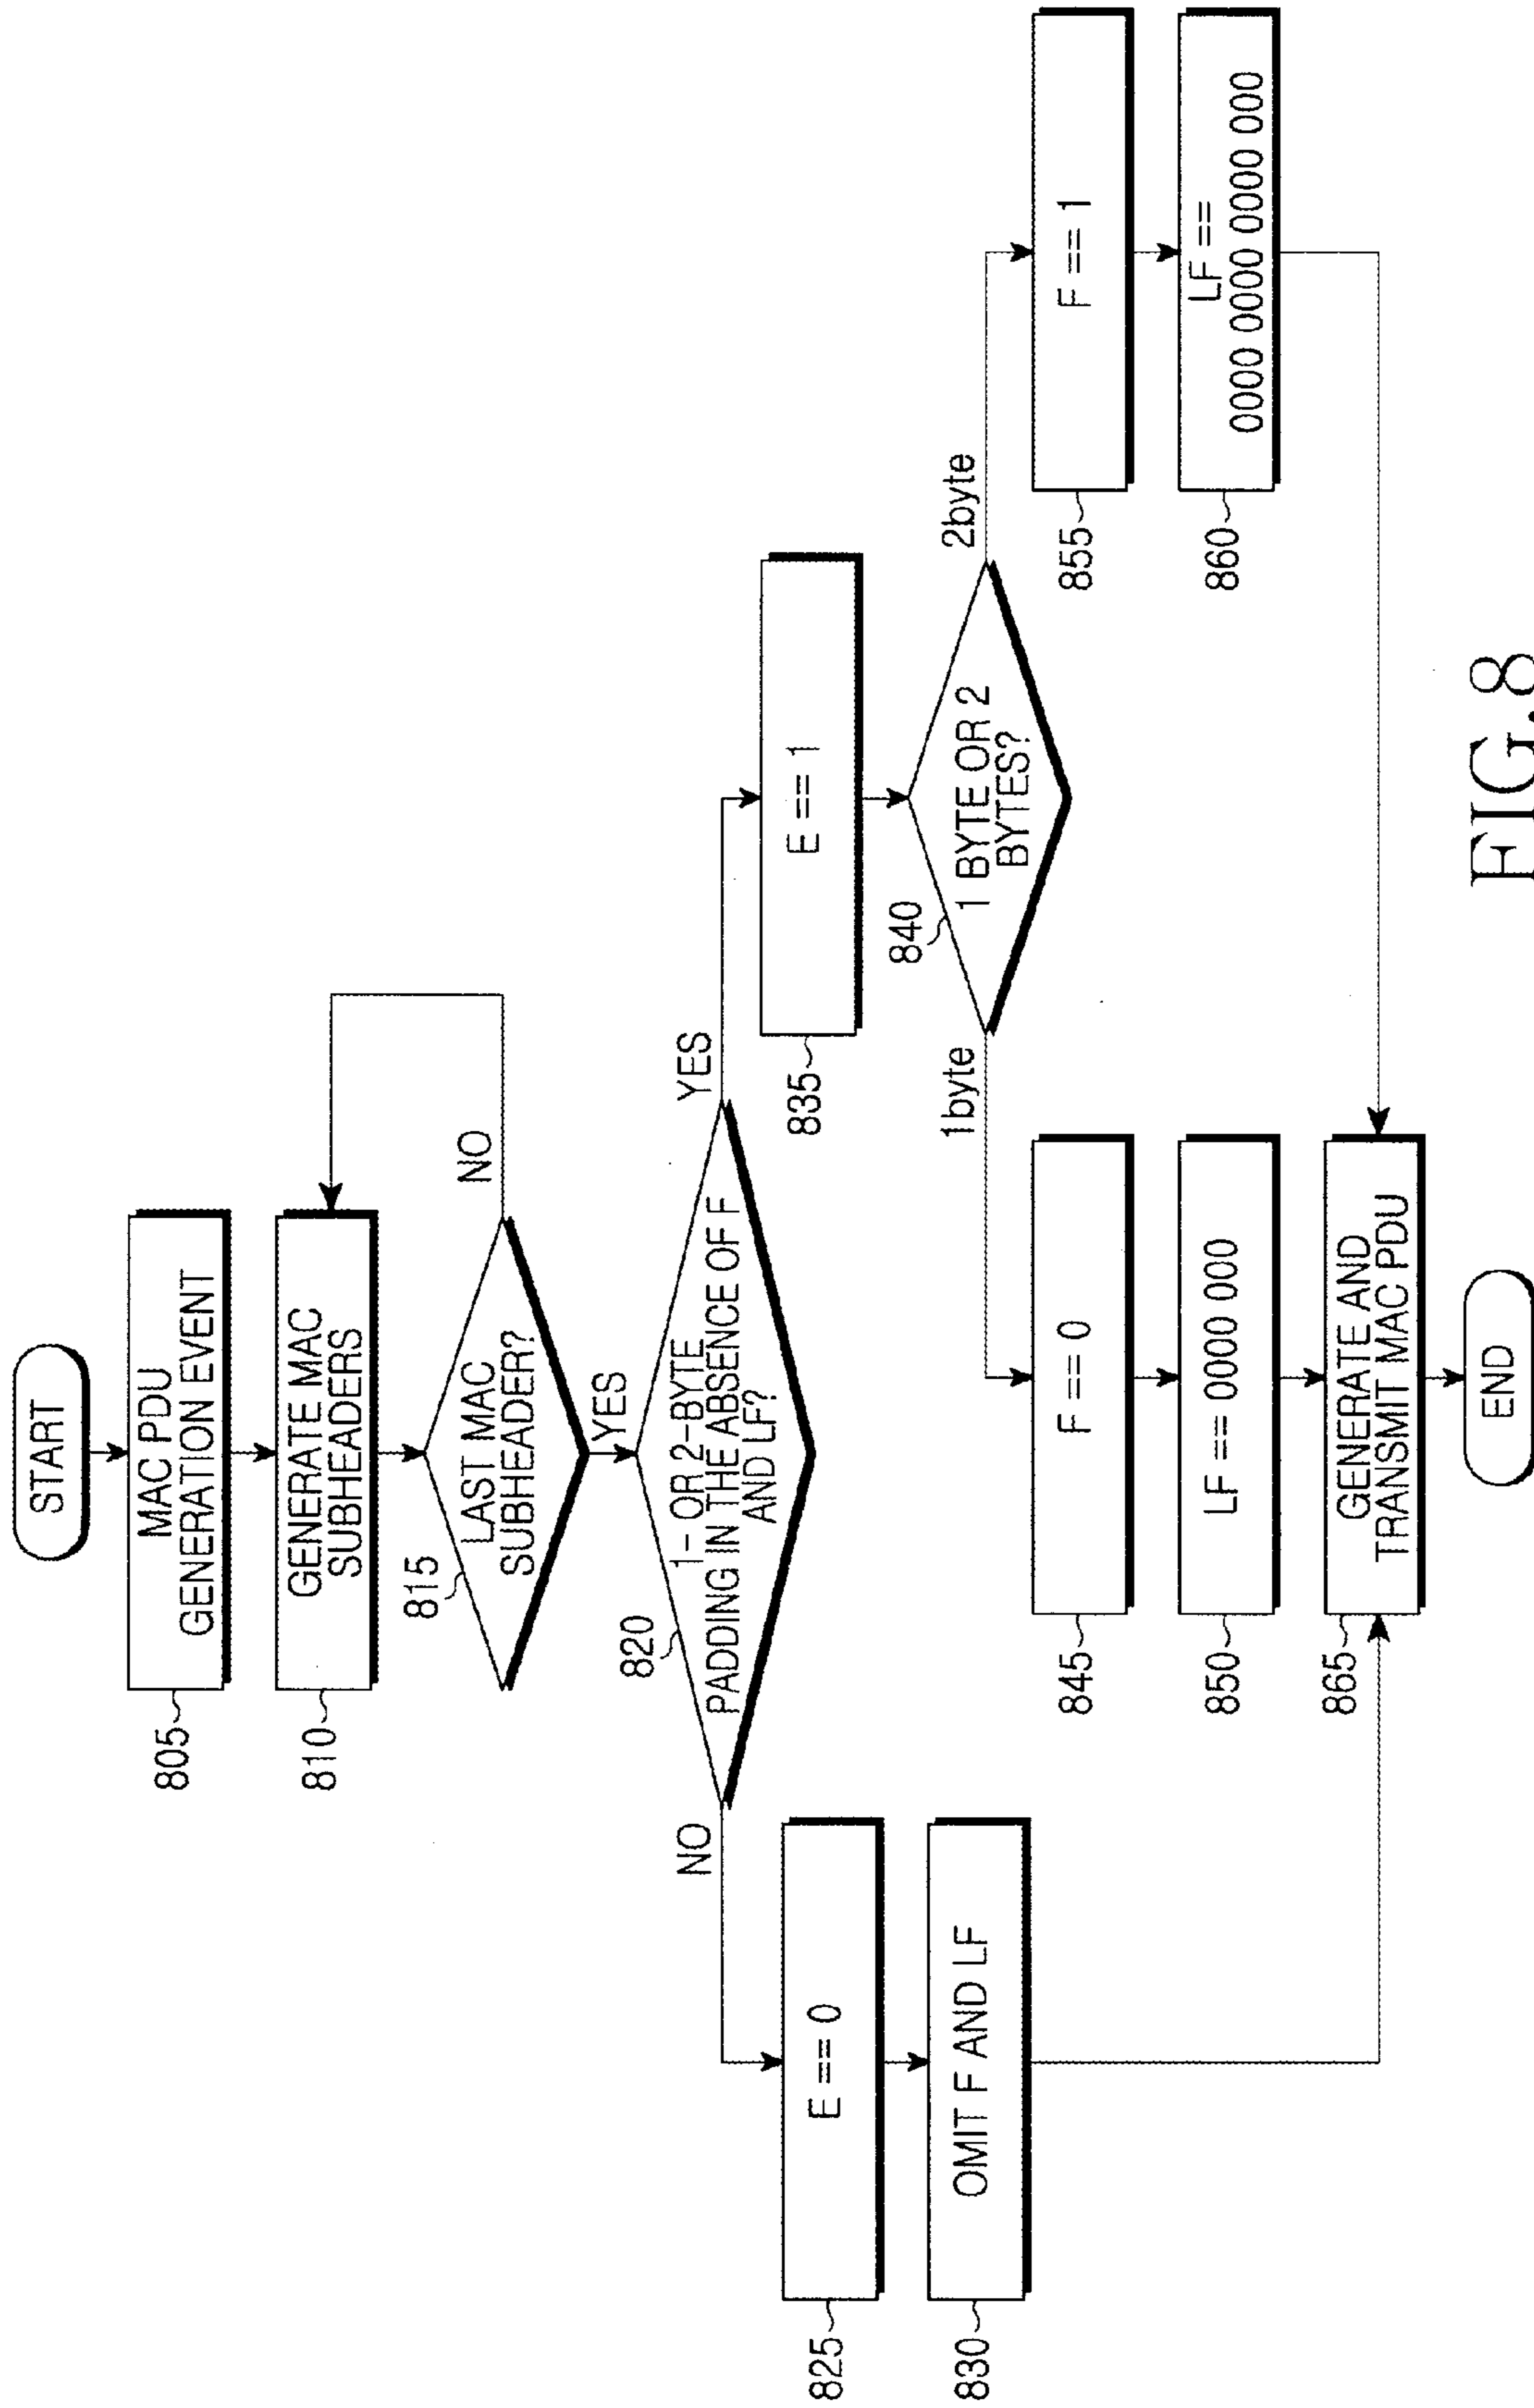 START
805
MAC PDU
GENERATION EVENT
810
GENERATE MAC
SUBHEADERS
815
LAST MAC
SUBHEADER?
NO
YES
820
1- OR 2-BYTE
PADDING IN THE ABSENCE OF F
AND LF?
NO
YES
825
E == 0
830
OMIT F AND LF
835
E == 1
840
1 BYTE OR 2
BYTES?
1byte
2byte
845
F == 0
850
LF == 0000 000
855
F == 1
860
LF ==
0000 0000 0000 000
865
GENERATE AND
TRANSMIT MAC PDU
END
FIG.8